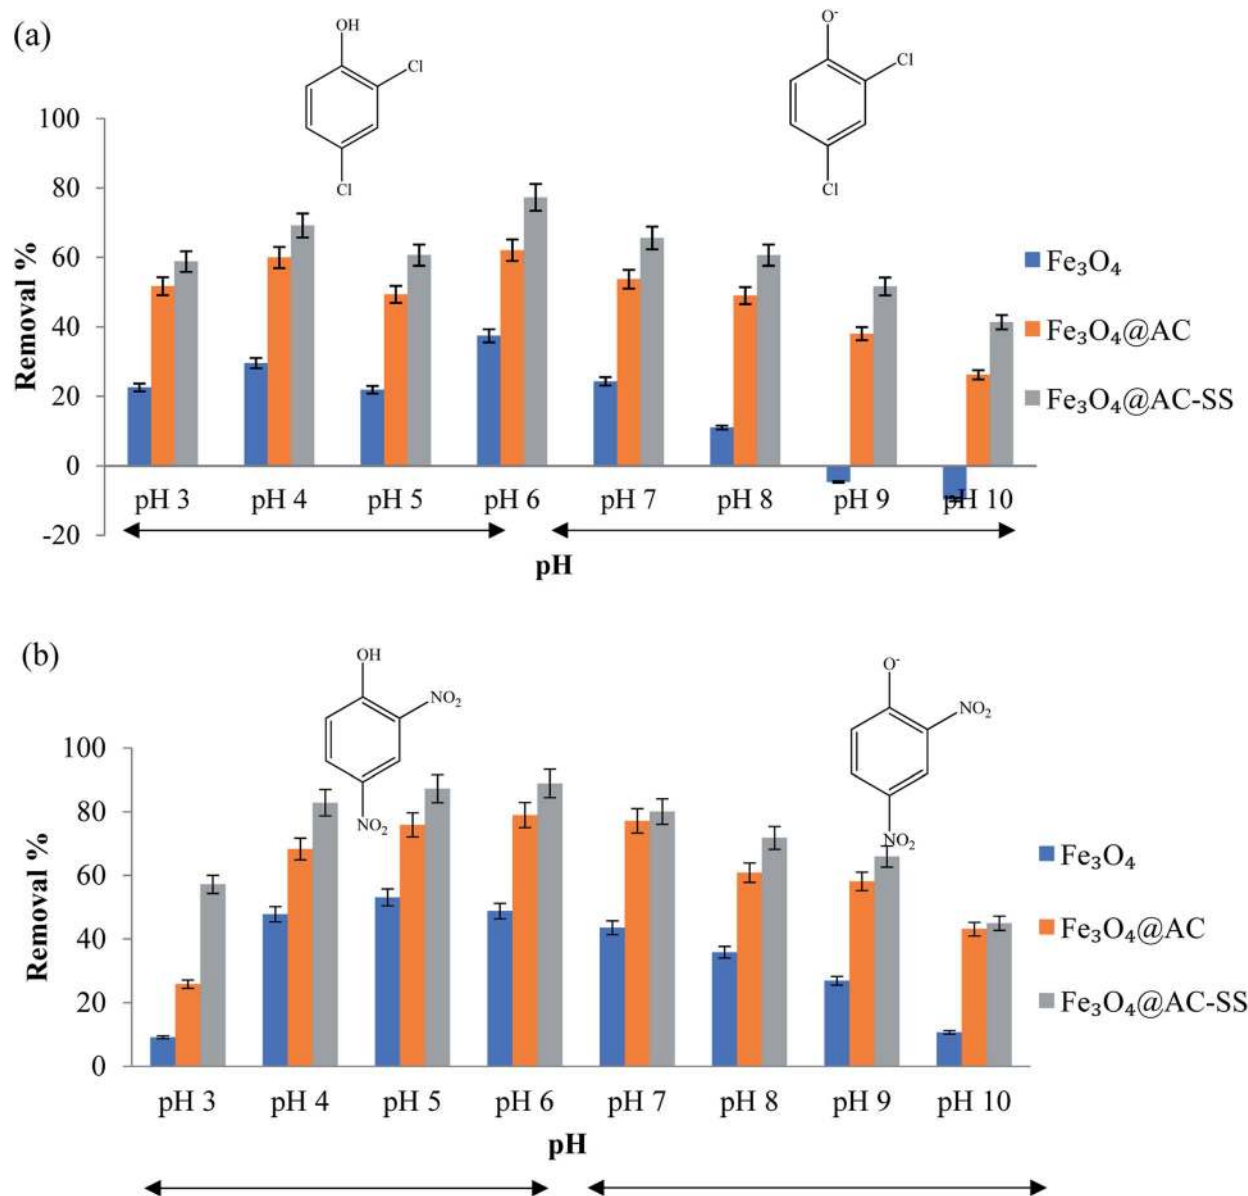 (a)
OH
Cl
Cl
O-
Cl
Cl
100
80
60
40
20
0
-20
Removal %
pH 3 pH 4 pH 5 pH 6 pH 7 pH 8 pH 9 pH 10
pH
Fe₃O₄
Fe₃O₄@AC
Fe₃O₄@AC-SS
(b)
OH
NO₂
NO₂
O-
NO₂
NO₂
100
80
60
40
20
0
Removal %
pH 3 pH 4 pH 5 pH 6 pH 7 pH 8 pH 9 pH 10
pH
Fe₃O₄
Fe₃O₄@AC
Fe₃O₄@AC-SS